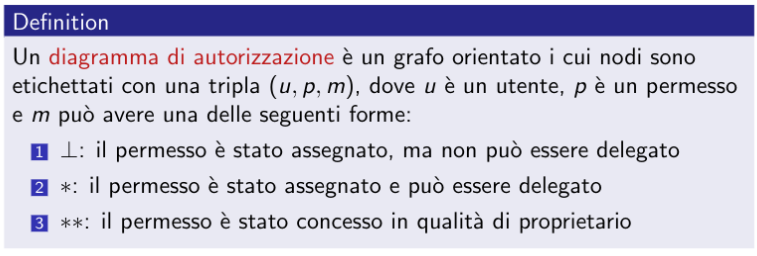 Definition
Un diagramma di autorizzazione è un grafo orientato i cui nodi sono
etichettati con una tripla (u, p, m), dove u è un utente, p è un permesso
e m può avere una delle seguenti forme:
1 ⊥: il permesso è stato assegnato, ma non può essere delegato
2 ∗: il permesso è stato assegnato e può essere delegato
3 ∗∗: il permesso è stato concesso in qualità di proprietario